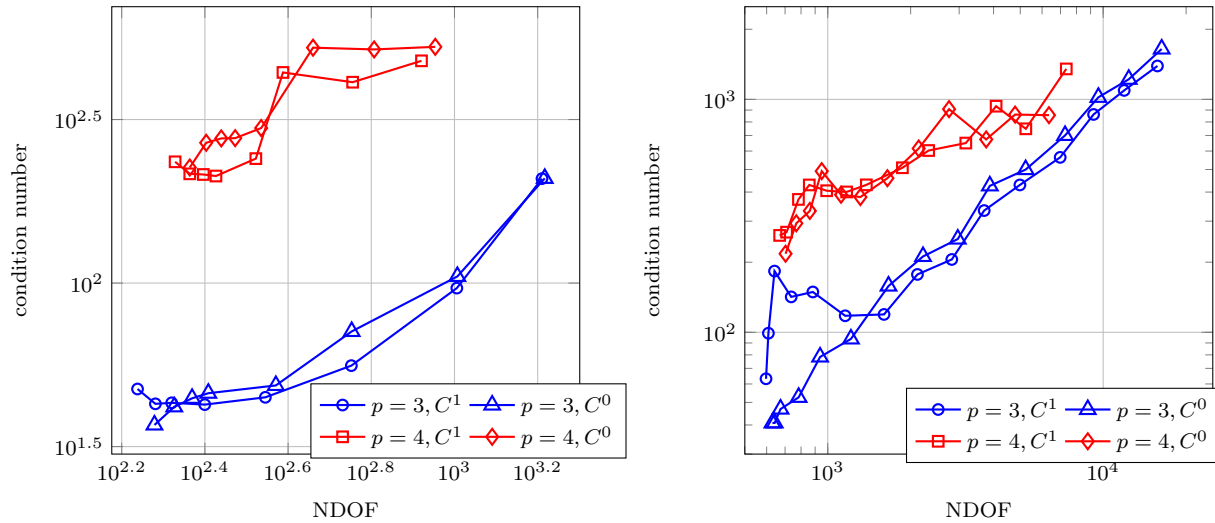 condition number
10^2.5
10^2
10^1.5
10^2.2
10^2.4
10^2.6
10^2.8
10^3
10^3.2
NDOF
p = 3, C^1
p = 3, C^0
p = 4, C^1
p = 4, C^0
condition number
10^3
10^2
10^3
10^4
NDOF
p = 3, C^1
p = 3, C^0
p = 4, C^1
p = 4, C^0